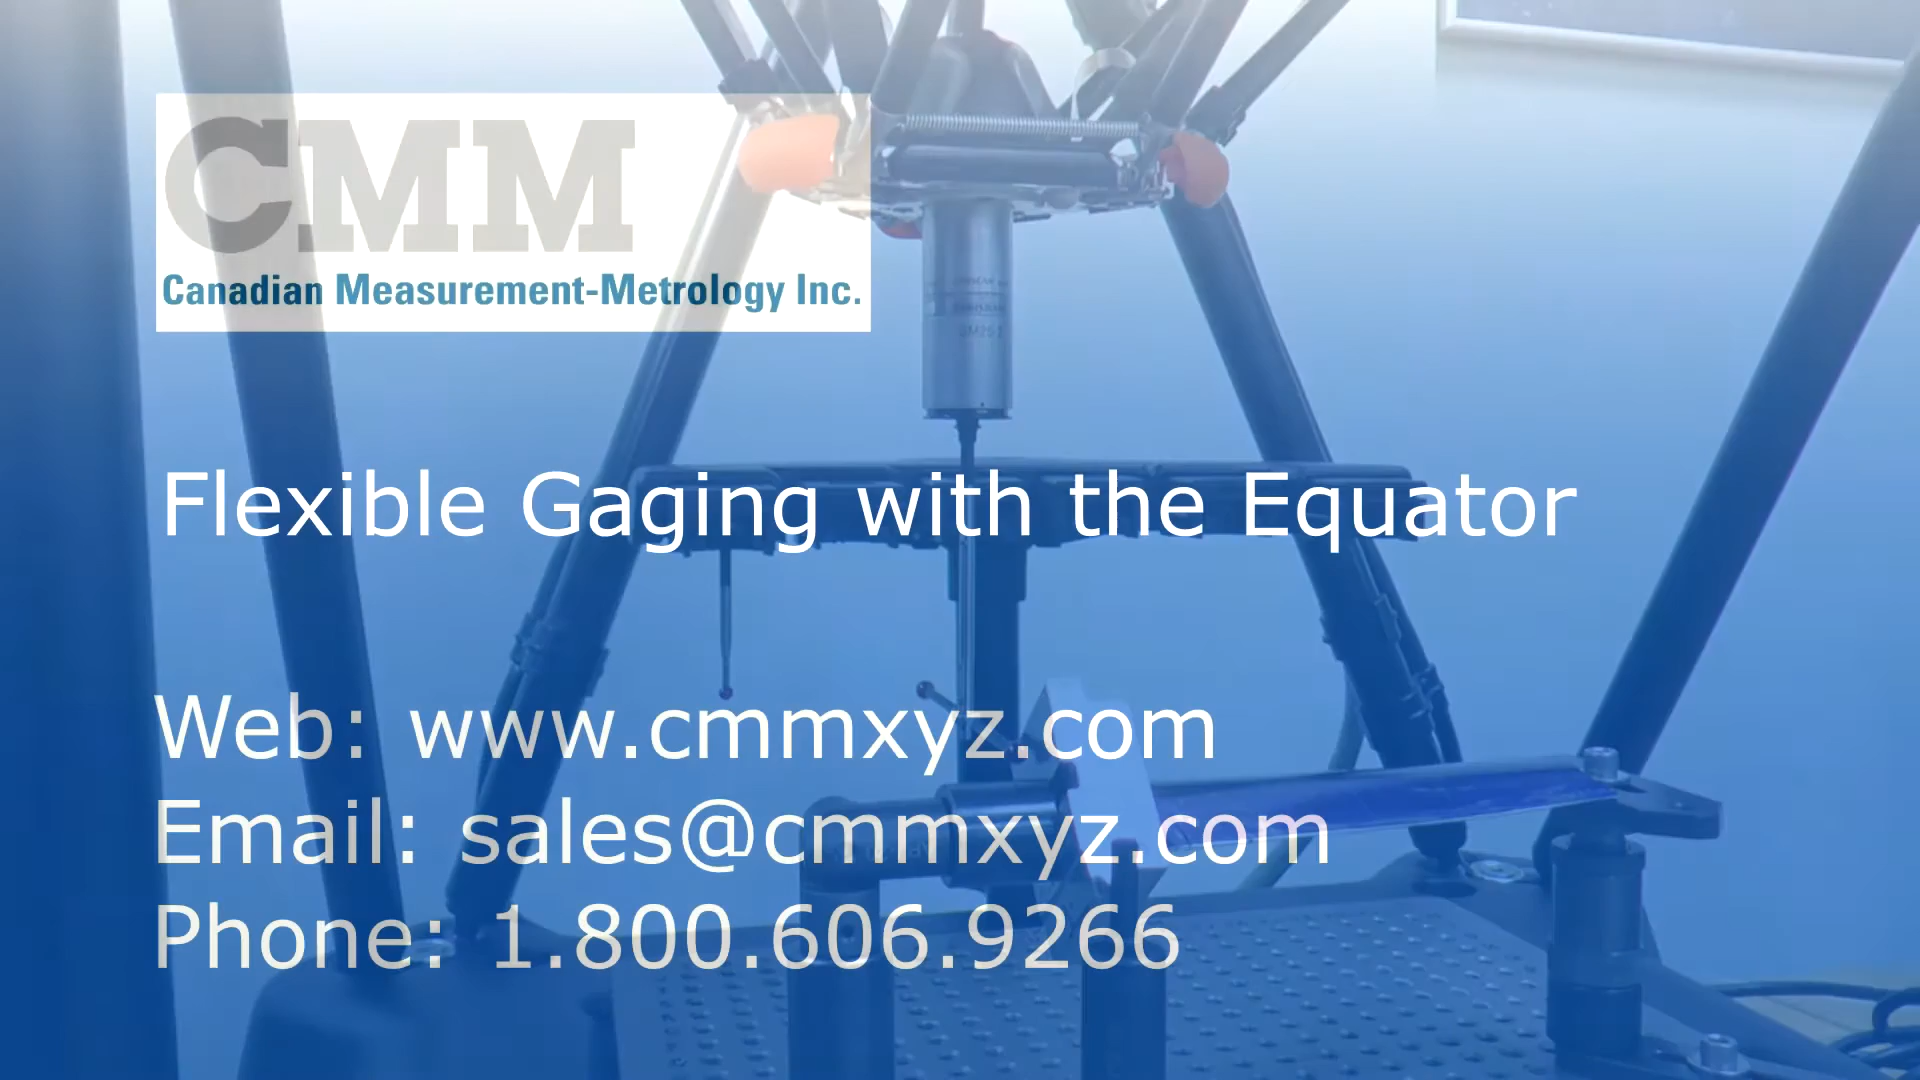 CMM
Canadian Measurement-Metrology Inc.
Flexible Gaging with the Equator
Web: www.cmmxyz.com
Email: sales@cmmxyz.com
Phone: 1.800.606.9266